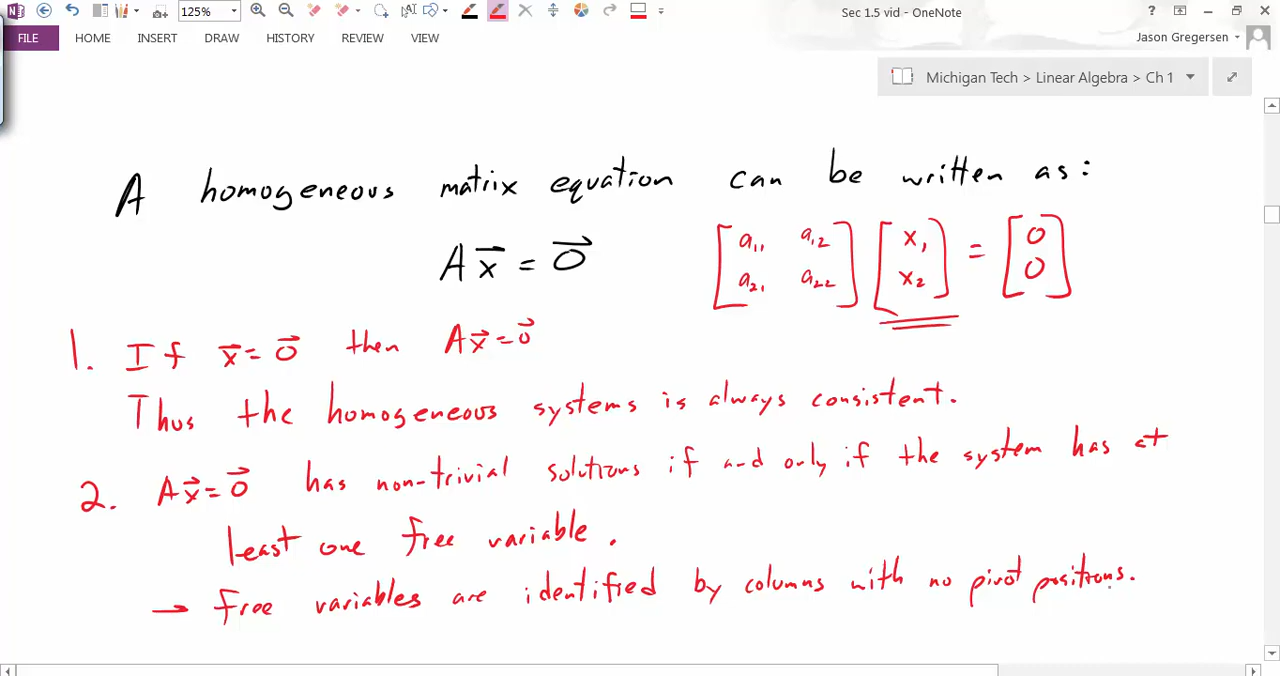 125%
Sec 1.5 vid - OneNote
FILE HOME INSERT DRAW HISTORY REVIEW VIEW
Jason Gregersen
Michigan Tech > Linear Algebra > Ch 1
A homogeneous matrix equation can be written as:
A x⃗ = 0⃗ [a₁₁ a₁₂; a₂₁ a₂₂] [x₁; x₂] = [0; 0]
1. If x⃗ = 0⃗ then Ax⃗ = 0⃗
Thus the homogeneous systems is always consistent.
2. Ax⃗ = 0⃗ has non-trivial solutions if and only if the system has at
least one free variable.
→ free variables are identified by columns with no pivot positions.